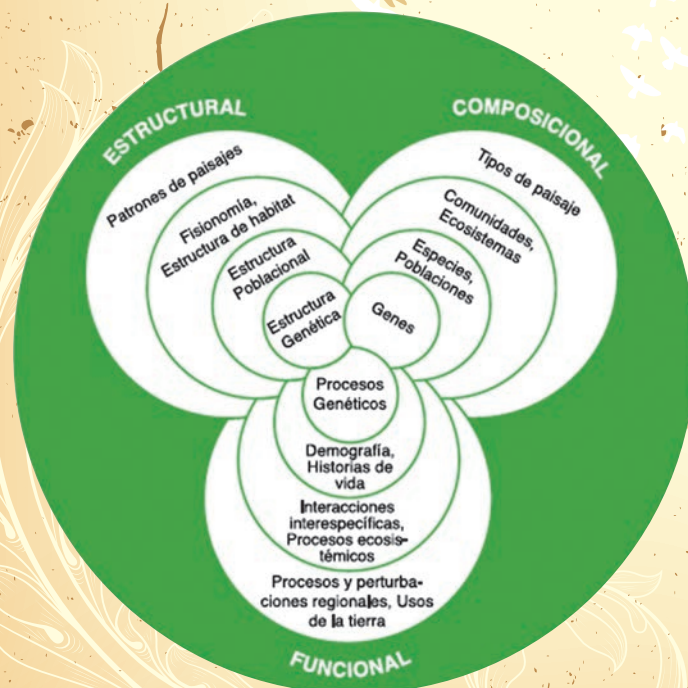 ESTRUCTURAL
Patrones de paisajes
Fisionomía,
Estructura de habitat
Estructura
Poblacional
Estructura
Genética
COMPOSICIONAL
Tipos de paisaje
Comunidades,
Ecosistemas
Especies,
Poblaciones
Genes
Procesos
Genéticos
Demografía,
Historias de
vida
Interacciones
interespecíficas,
Procesos ecosis-
témicos
Procesos y perturba-
ciones regionales, Usos
de la tierra
FUNCIONAL